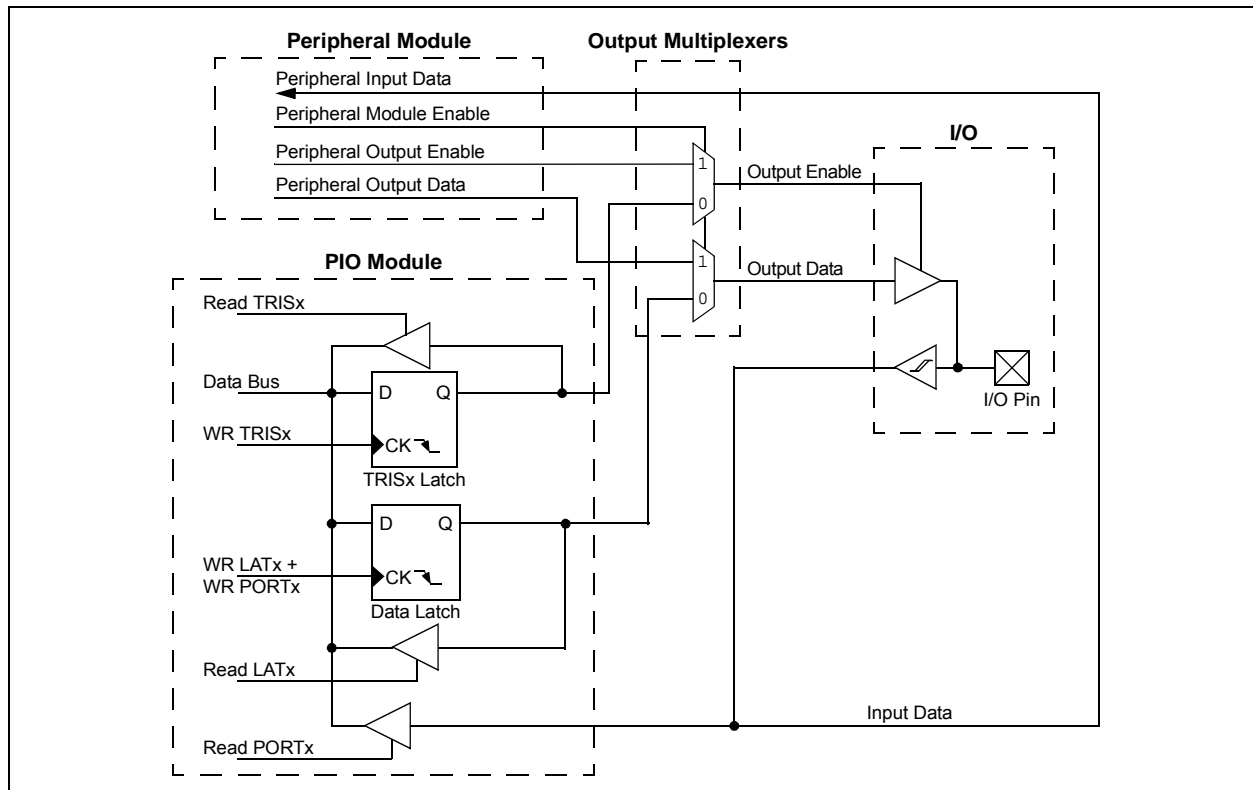 Peripheral Module
Output Multiplexers
Peripheral Input Data
Peripheral Module Enable
Peripheral Output Enable
Peripheral Output Data
1
0
1
0
Output Enable
Output Data
I/O
I/O Pin
PIO Module
Read TRISx
Data Bus
D Q
WR TRISx
CK
TRISx Latch
D Q
WR LATx +
WR PORTx
CK
Data Latch
Read LATx
Input Data
Read PORTx